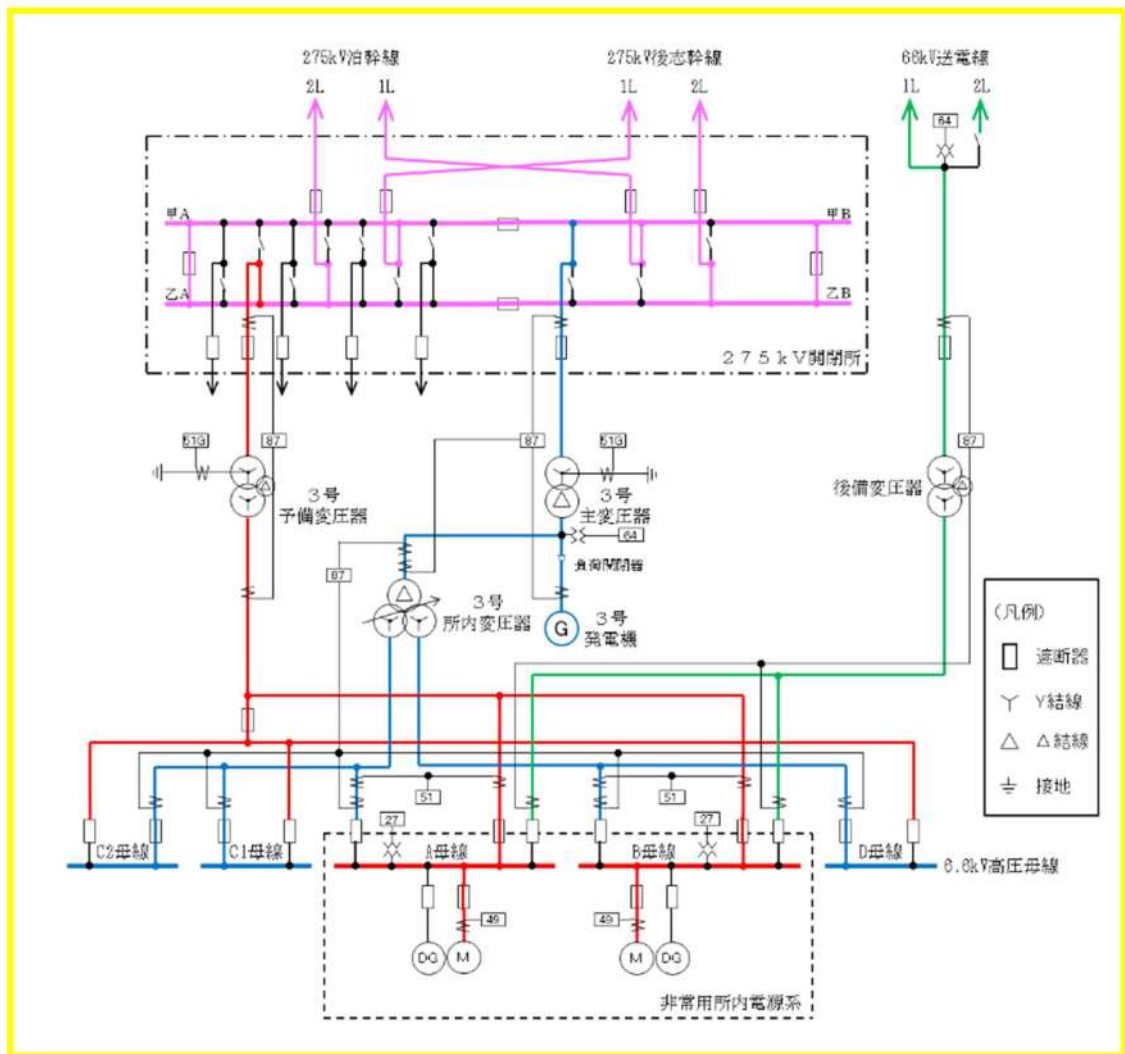 275kV泊幹線 275kV後志幹線 66kV送電線
2L 1L 1L 2L 1L 2L
64
甲A 甲B
乙A 乙B
275kV開閉所
51G 87 87 51G 87
3号
予備変圧器
3号
主変圧器
後備変圧器
64
負荷開閉器
87
3号
所内変圧器
G
3号
発電機
(凡例)
遮断器
Y結線
△結線
接地
51 51
27 27
C2母線 C1母線 A母線 B母線 D母線
6.6kV高圧母線
49 49
DG M M DG
非常用所内電源系